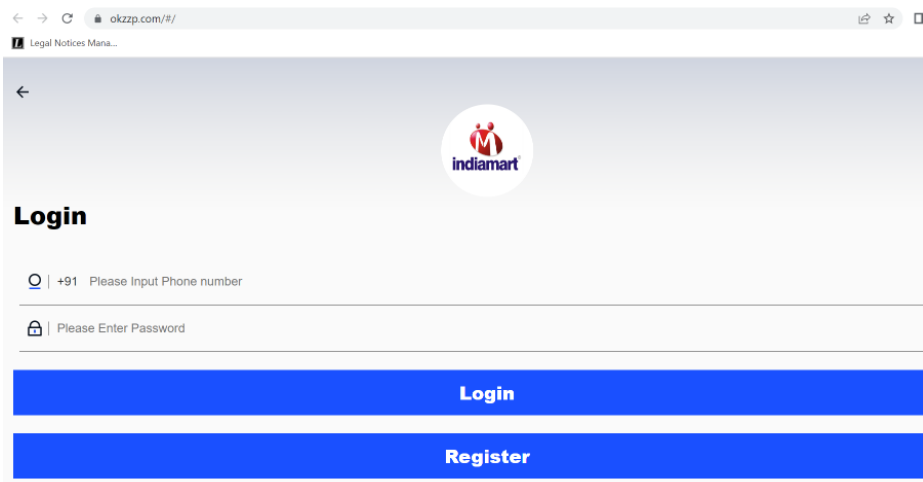 okzzp.com/#/
L Legal Notices Mana...
M
indiamart
Login
+91 Please Input Phone number
Please Enter Password
Login
Register